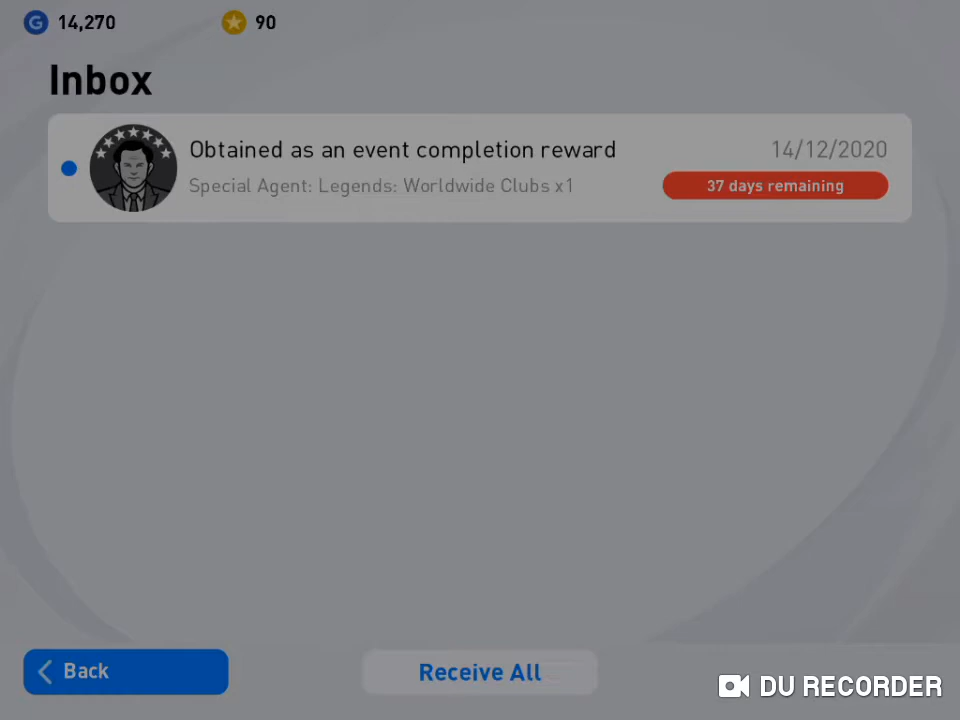 14,270 90
Inbox
Obtained as an event completion reward 14/12/2020
Special Agent: Legends: Worldwide Clubs x1 37 days remaining
Back Receive All
DU RECORDER